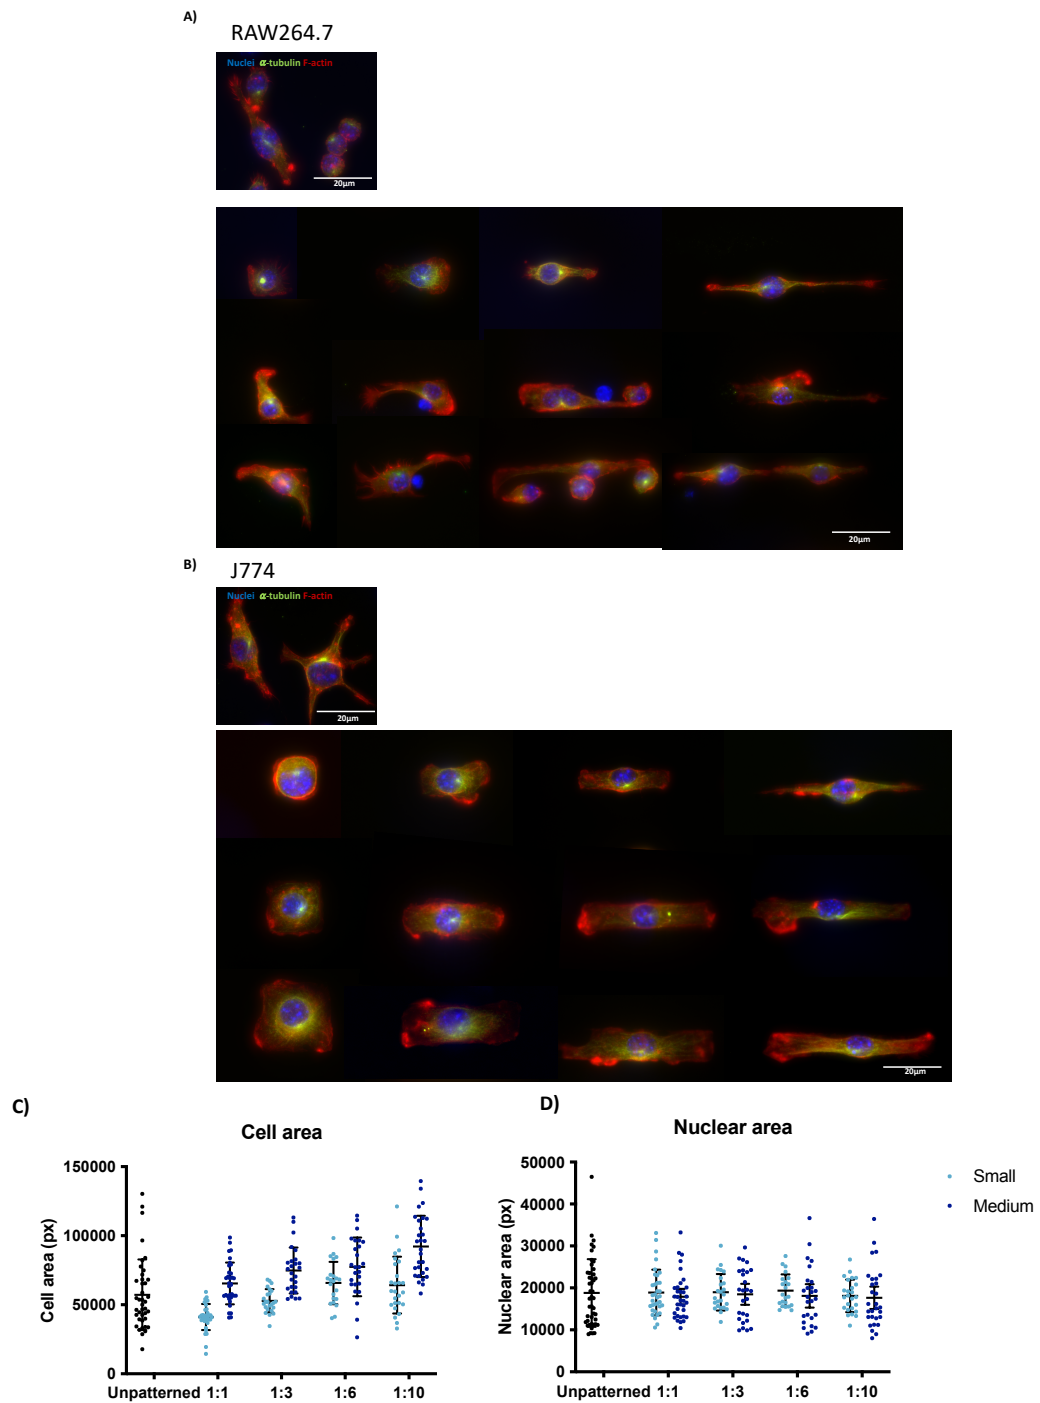 A)
RAW264.7
Nuclei α-tubulin F-actin
20µm
20µm
B)
J774
Nuclei α-tubulin F-actin
20µm
20µm
C)
Cell area
Cell area (px)
150000
100000
50000
0
Unpatterned 1:1 1:3 1:6 1:10
D)
Nuclear area
Nuclear area (px)
50000
40000
30000
20000
10000
0
Unpatterned 1:1 1:3 1:6 1:10
Small
Medium